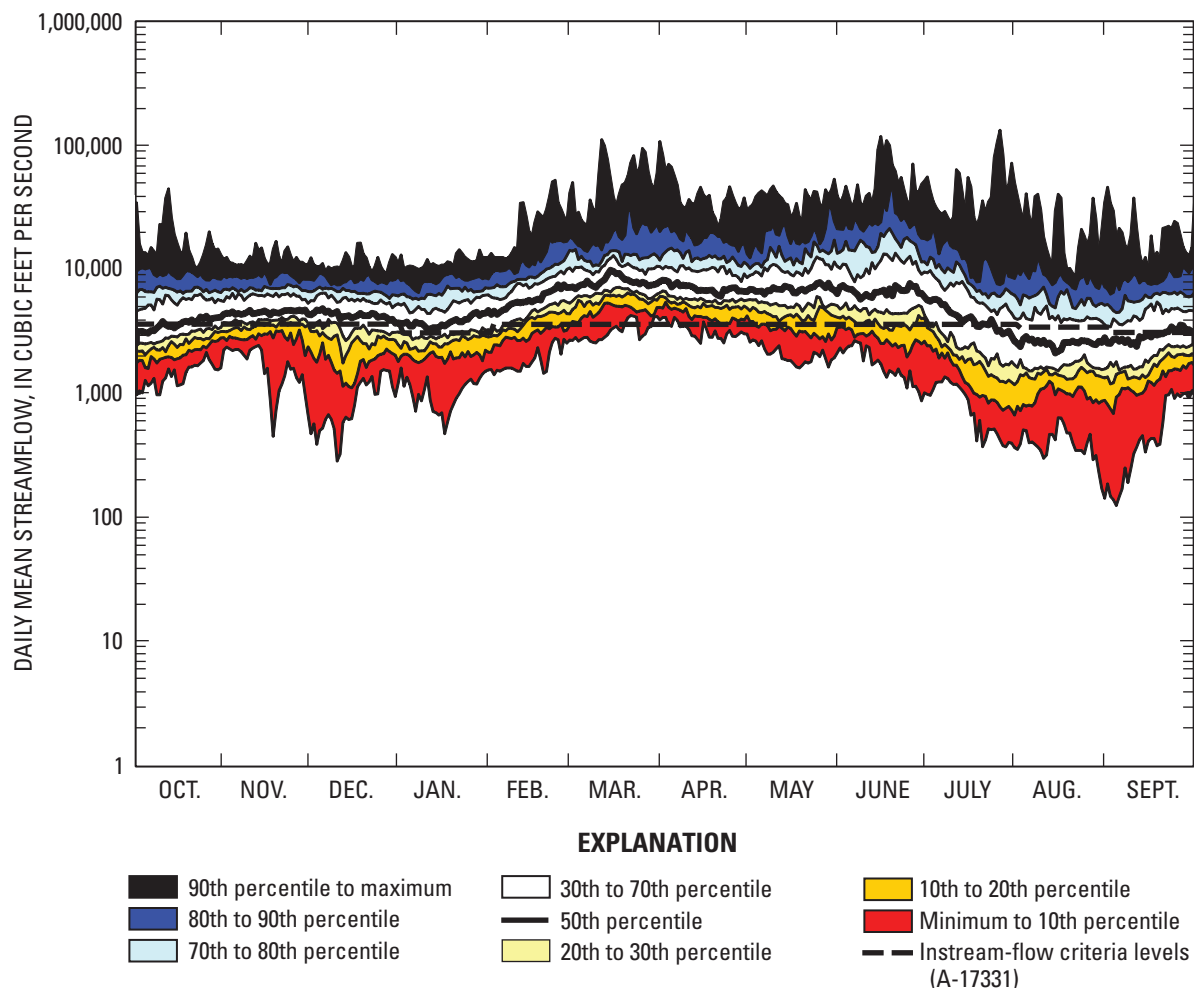 1,000,000
100,000
10,000
1,000
100
10
1
DAILY MEAN STREAMFLOW, IN CUBIC FEET PER SECOND
OCT. NOV. DEC. JAN. FEB. MAR. APR. MAY JUNE JULY AUG. SEPT.
EXPLANATION
90th percentile to maximum
80th to 90th percentile
70th to 80th percentile
30th to 70th percentile
50th percentile
20th to 30th percentile
10th to 20th percentile
Minimum to 10th percentile
Instream-flow criteria levels
(A-17331)